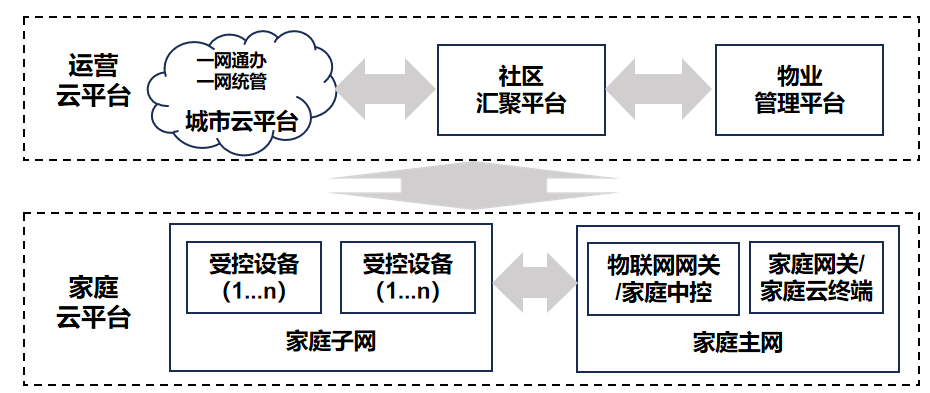 运营
云平台
一网通办
一网统管
城市云平台
社区
汇聚平台
物业
管理平台
家庭
云平台
受控设备
（1...n）
受控设备
（1...n）
家庭子网
物联网网关
/家庭中控
家庭网关/
家庭云终端
家庭主网